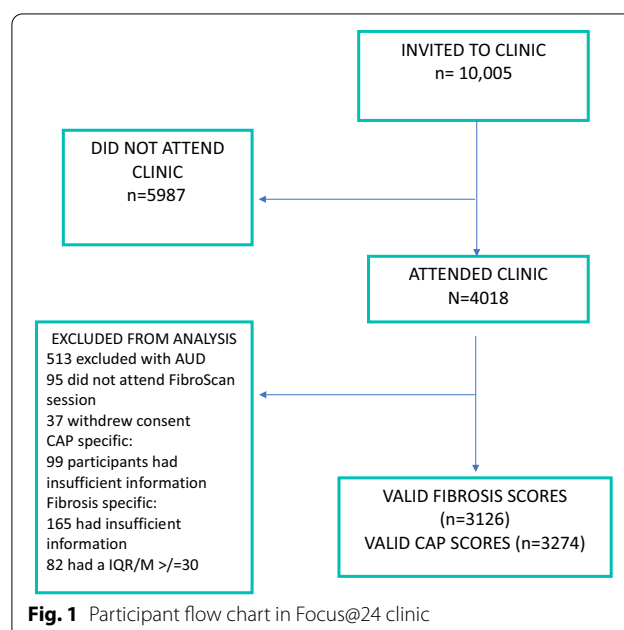 INVITED TO CLINIC
n= 10,005
DID NOT ATTEND
CLINIC
n=5987
ATTENDED CLINIC
N=4018
EXCLUDED FROM ANALYSIS
513 excluded with AUD
95 did not attend FibroScan
session
37 withdrew consent
CAP specific:
99 participants had
insufficient information
Fibrosis specific:
165 had insufficient
information
82 had a IQR/M >/=30
VALID FIBROSIS SCORES
(n=3126)
VALID CAP SCORES (n=3274)
Fig. 1 Participant flow chart in Focus@24 clinic